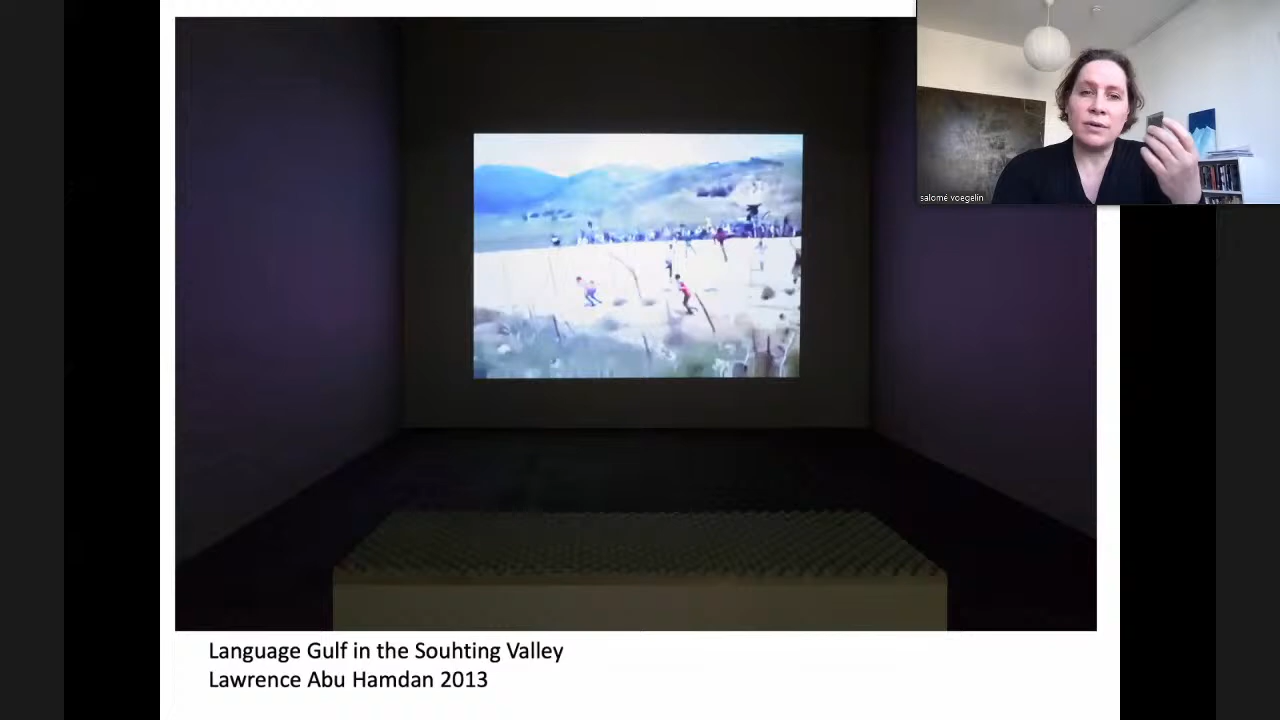 salomé voegelin
Language Gulf in the Souhting Valley
Lawrence Abu Hamdan 2013